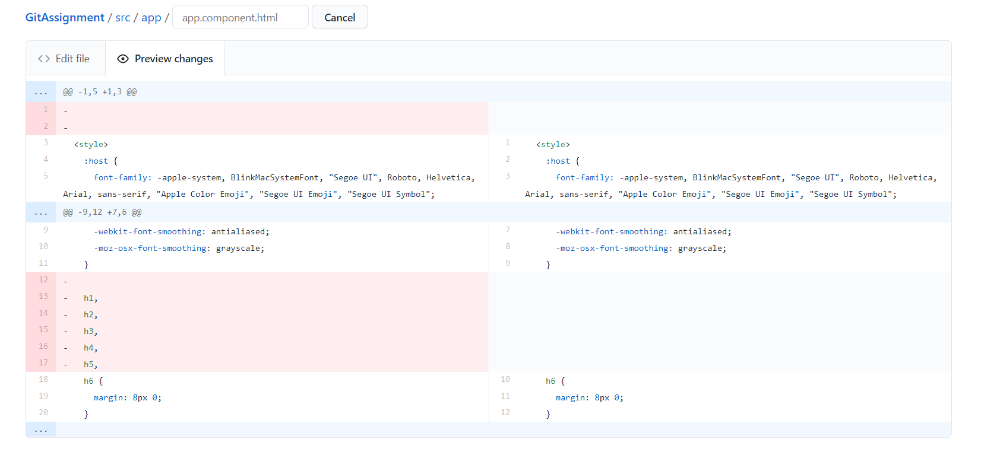 GitAssignment / src / app / app.component.html Cancel
<> Edit file Preview changes
... @@ -1,5 +1,3 @@
1 -
2 -
3 <style> 1 <style>
4 :host { 2 :host {
5 font-family: -apple-system, BlinkMacSystemFont, "Segoe UI", Roboto, Helvetica, 3 font-family: -apple-system, BlinkMacSystemFont, "Segoe UI", Roboto, Helvetica,
Arial, sans-serif, "Apple Color Emoji", "Segoe UI Emoji", "Segoe UI Symbol"; Arial, sans-serif, "Apple Color Emoji", "Segoe UI Emoji", "Segoe UI Symbol";
... @@ -9,12 +7,6 @@
9 -webkit-font-smoothing: antialiased; 7 -webkit-font-smoothing: antialiased;
10 -moz-osx-font-smoothing: grayscale; 8 -moz-osx-font-smoothing: grayscale;
11 } 9 }
12 -
13 - h1,
14 - h2,
15 - h3,
16 - h4,
17 - h5,
18 h6 { 10 h6 {
19 margin: 8px 0; 11 margin: 8px 0;
20 } 12 }
...